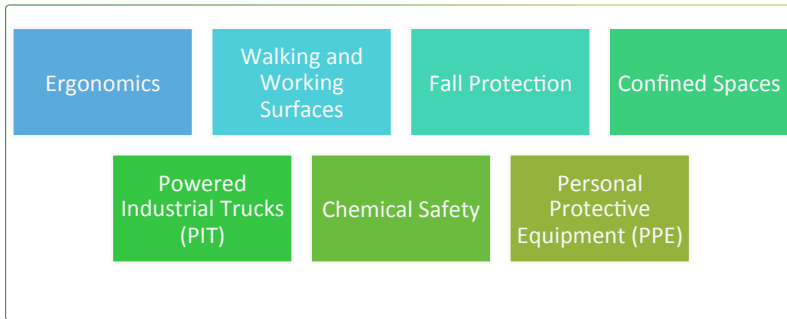 Ergonomics
Walking and
Working
Surfaces
Fall Protection
Confined Spaces
Powered
Industrial Trucks
(PIT)
Chemical Safety
Personal
Protective
Equipment (PPE)